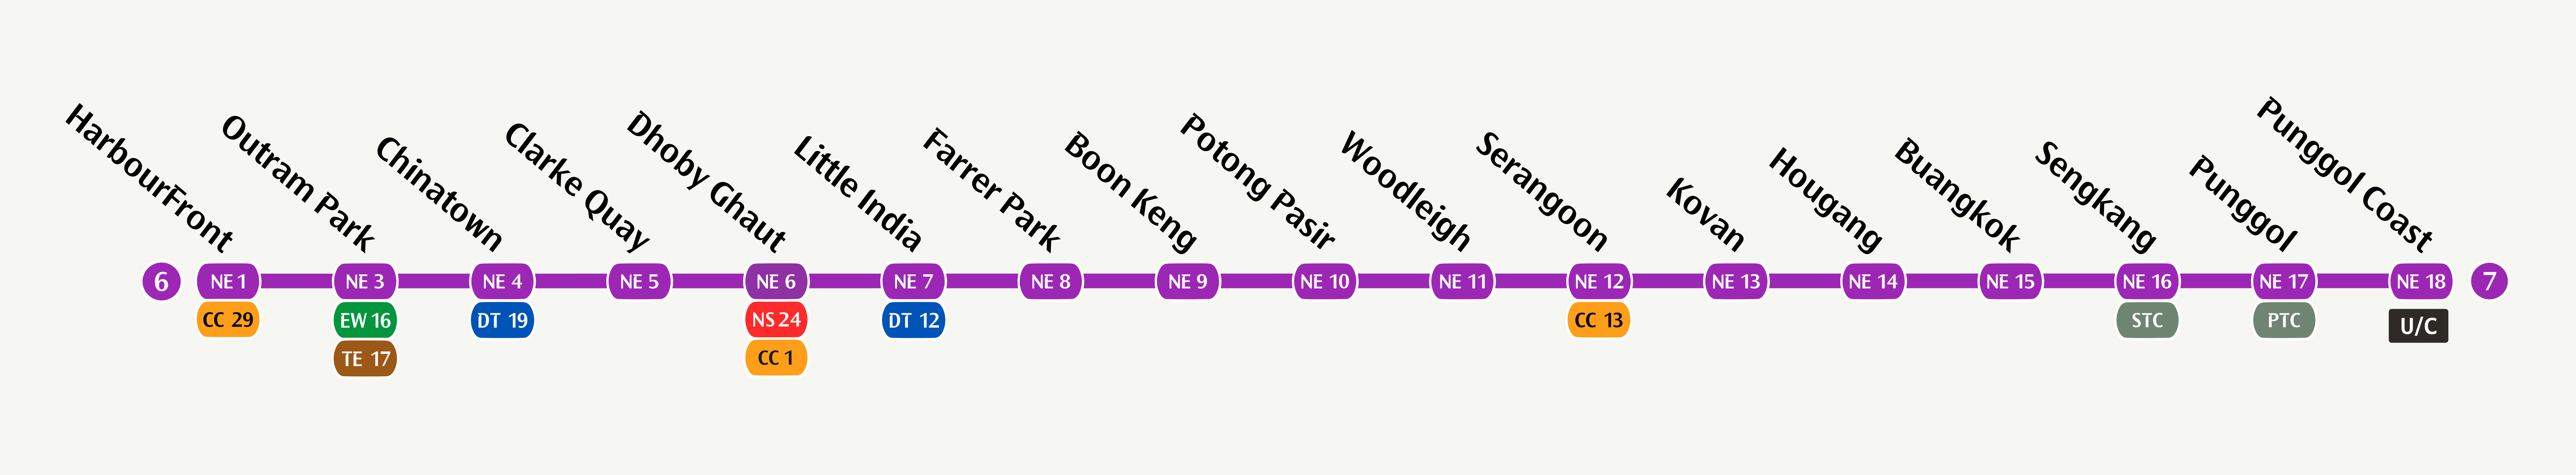 HarbourFront
Outram Park
Chinatown
Clarke Quay
Dhoby Ghaut
Little India
Farrer Park
Boon Keng
Potong Pasir
Woodleigh
Serangoon
Kovan
Hougang
Buangkok
Sengkang
Punggol
Punggol Coast
6 NE 1 NE 3 NE 4 NE 5 NE 6 NE 7 NE 8 NE 9 NE 10 NE 11 NE 12 NE 13 NE 14 NE 15 NE 16 NE 17 NE 18 7
CC 29 EW 16 DT 19 NS 24 DT 12 CC 13 STC PTC U/C
TE 17 CC 1